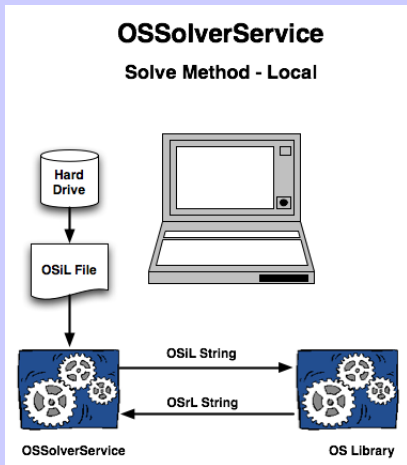 OSSolverService
Solve Method - Local
Hard
Drive
OSiL File
OSiL String
OSrL String
OSSolverService
OS Library